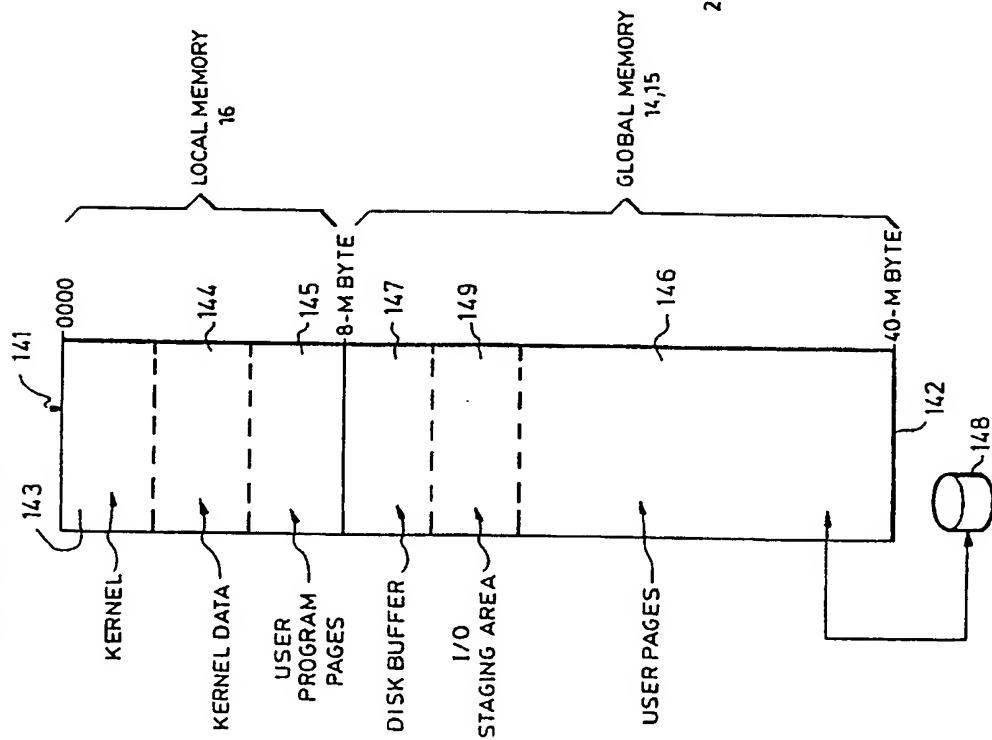 141
0000
143
KERNEL
144
KERNEL DATA
145
USER
PROGRAM
PAGES
8-M BYTE
LOCAL MEMORY
16
147
DISK BUFFER
149
I/O
STAGING AREA
146
USER PAGES
40-M BYTE
GLOBAL MEMORY
14,15
142
148
2